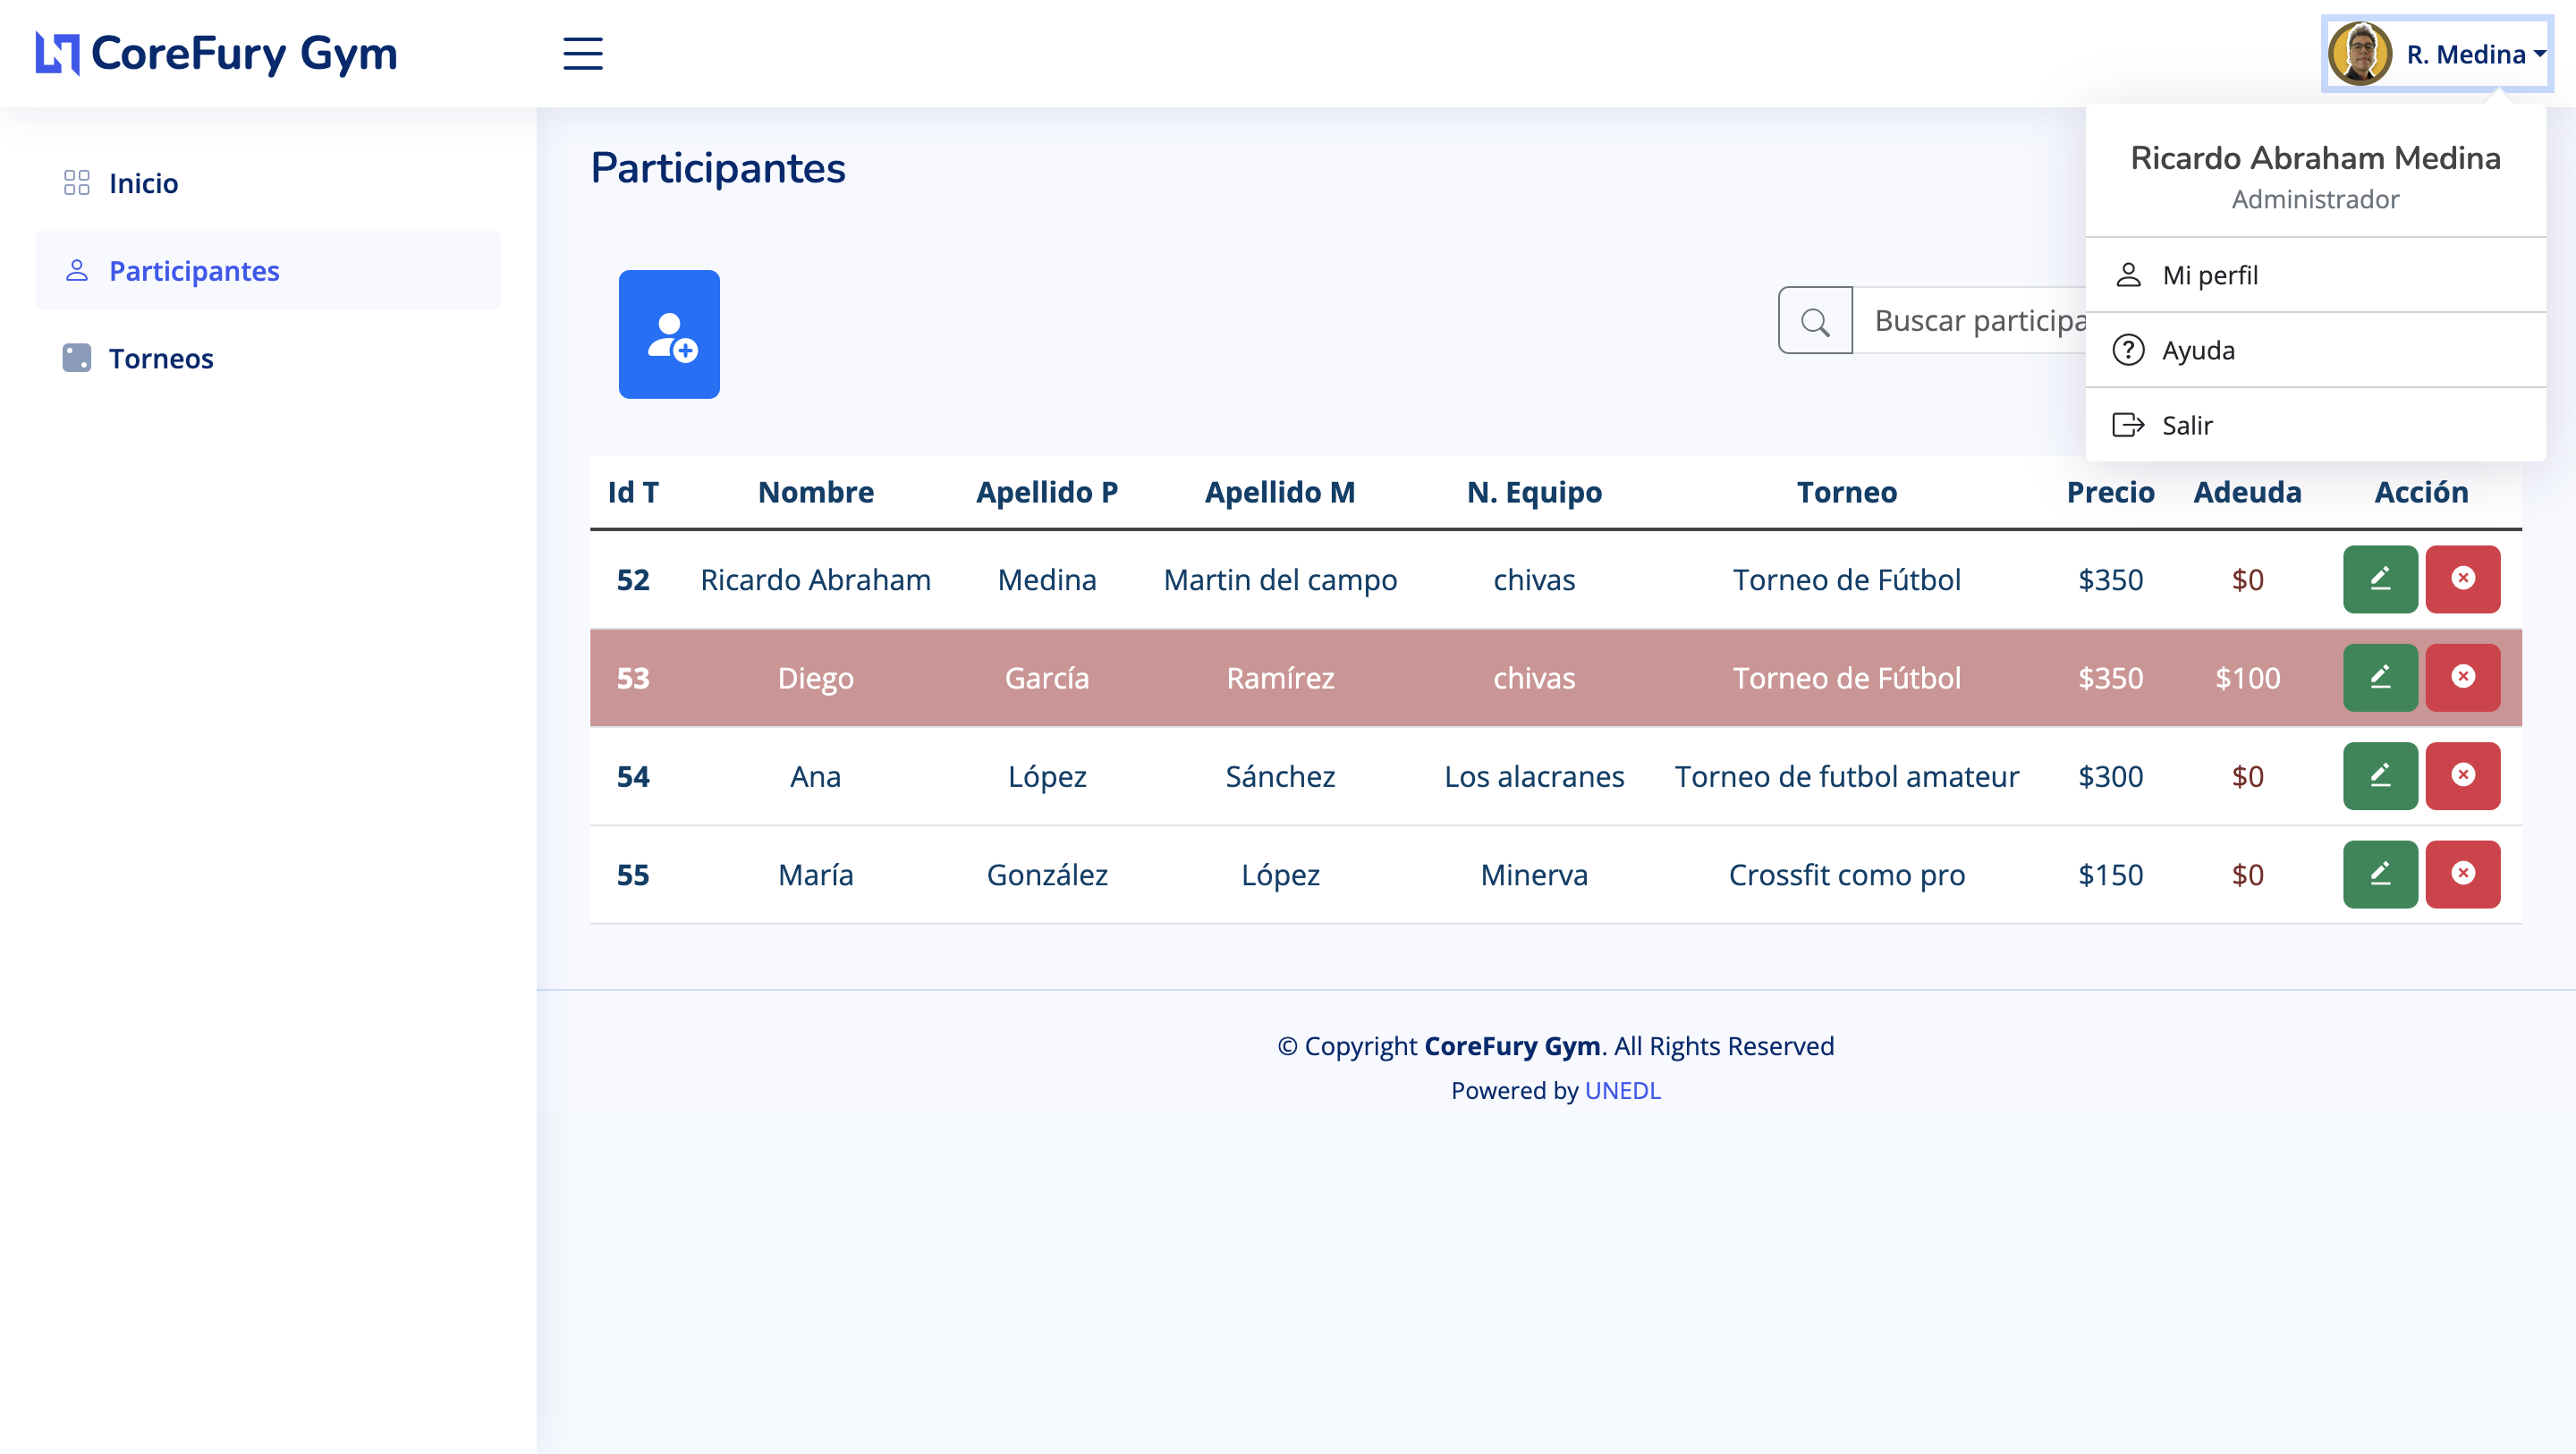 CoreFury Gym
R. Medina
Inicio
Participantes
Torneos
Participantes
Ricardo Abraham Medina
Administrador
Mi perfil
Ayuda
Salir
Buscar participa
Id T Nombre Apellido P Apellido M N. Equipo Torneo Precio Adeuda Acción
52 Ricardo Abraham Medina Martin del campo chivas Torneo de Fútbol $350 $0
53 Diego García Ramírez chivas Torneo de Fútbol $350 $100
54 Ana López Sánchez Los alacranes Torneo de futbol amateur $300 $0
55 María González López Minerva Crossfit como pro $150 $0
© Copyright CoreFury Gym. All Rights Reserved
Powered by UNEDL